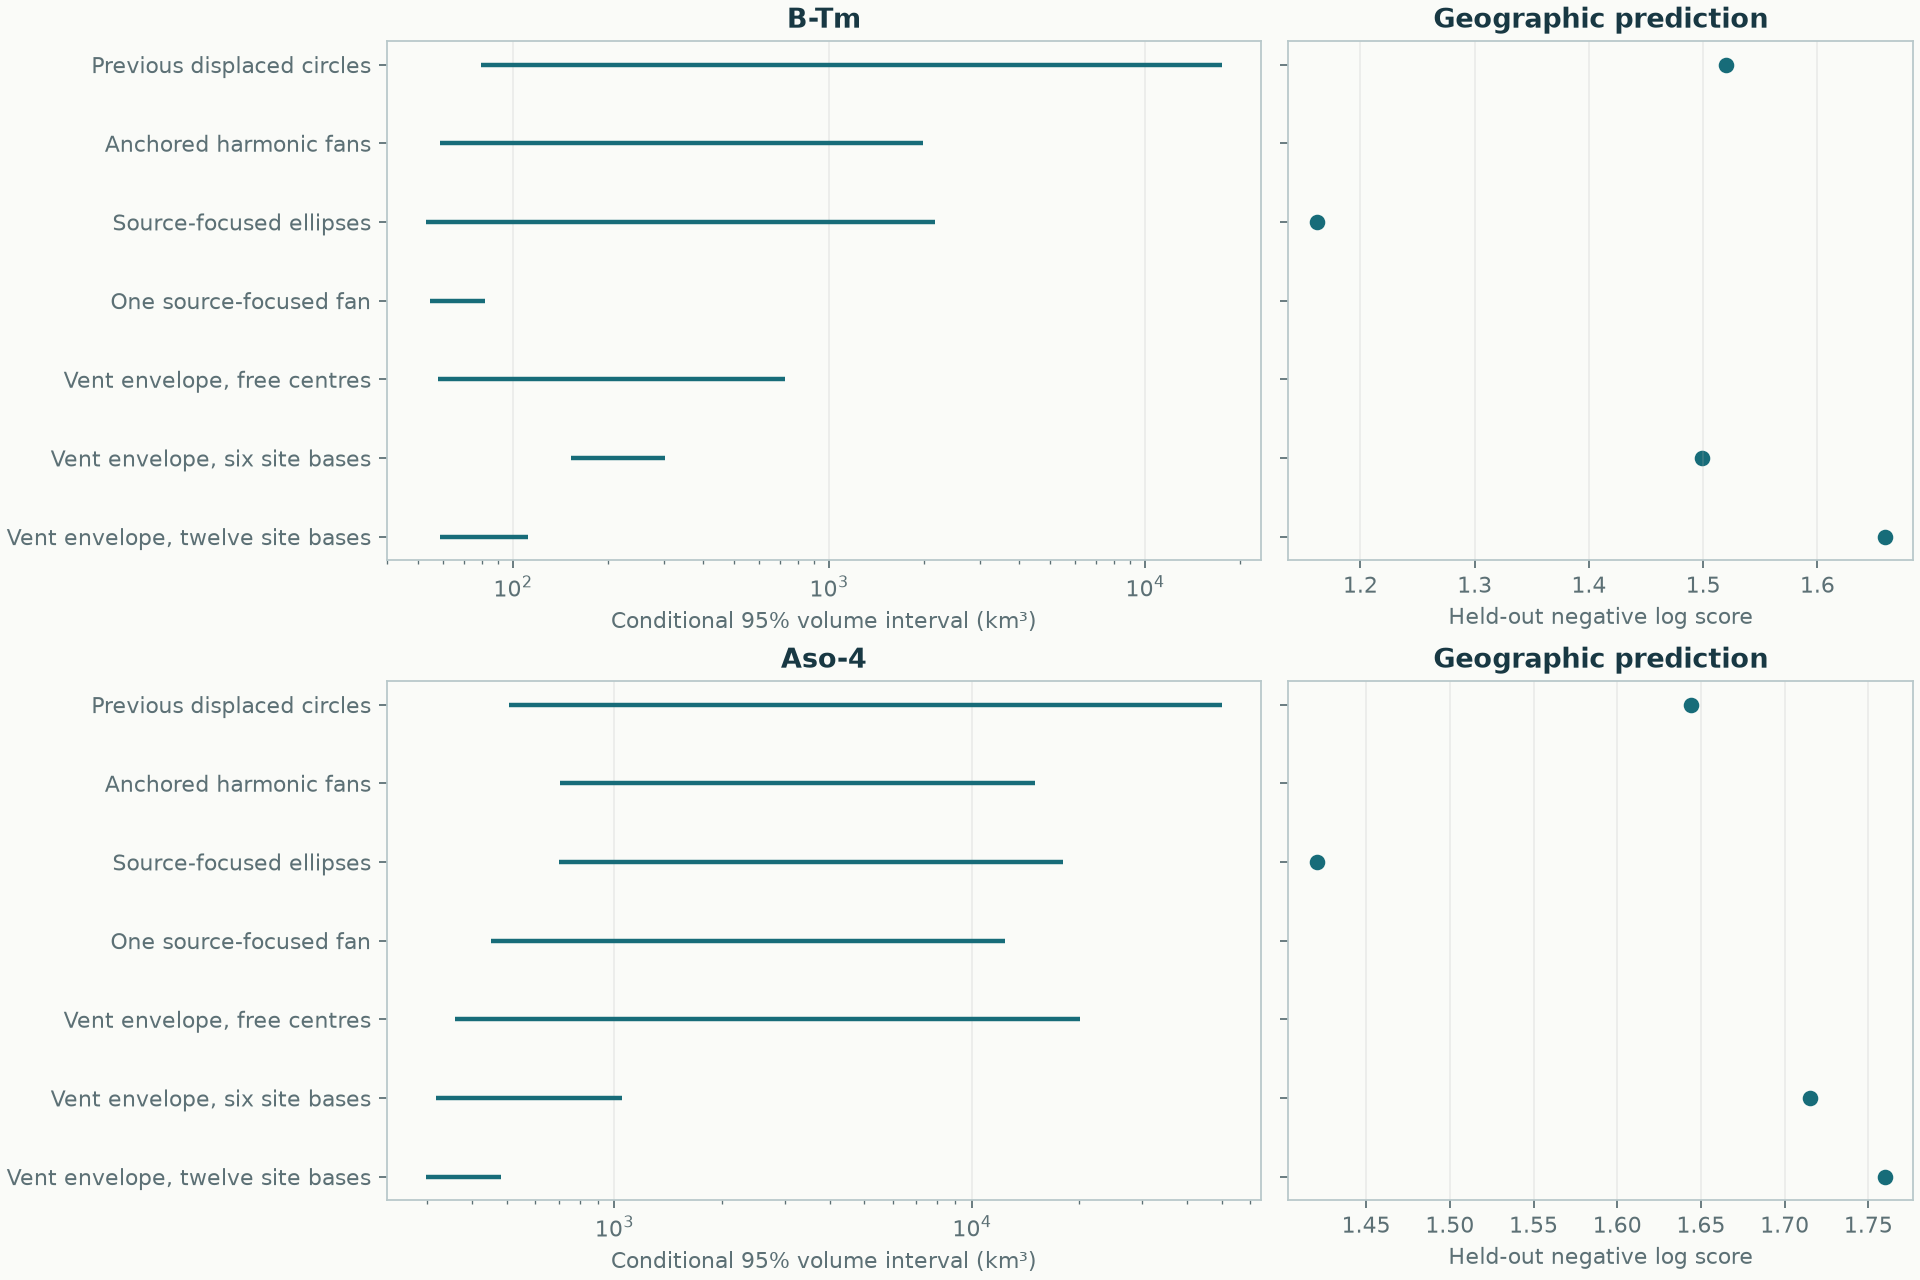 B-Tm
Geographic prediction
Previous displaced circles
Anchored harmonic fans
Source-focused ellipses
One source-focused fan
Vent envelope, free centres
Vent envelope, six site bases
Vent envelope, twelve site bases
10² 10³ 10⁴
1.2 1.3 1.4 1.5 1.6
Conditional 95% volume interval (km³)
Held-out negative log score
Aso-4
Geographic prediction
Previous displaced circles
Anchored harmonic fans
Source-focused ellipses
One source-focused fan
Vent envelope, free centres
Vent envelope, six site bases
Vent envelope, twelve site bases
10³ 10⁴
1.45 1.50 1.55 1.60 1.65 1.70 1.75
Conditional 95% volume interval (km³)
Held-out negative log score